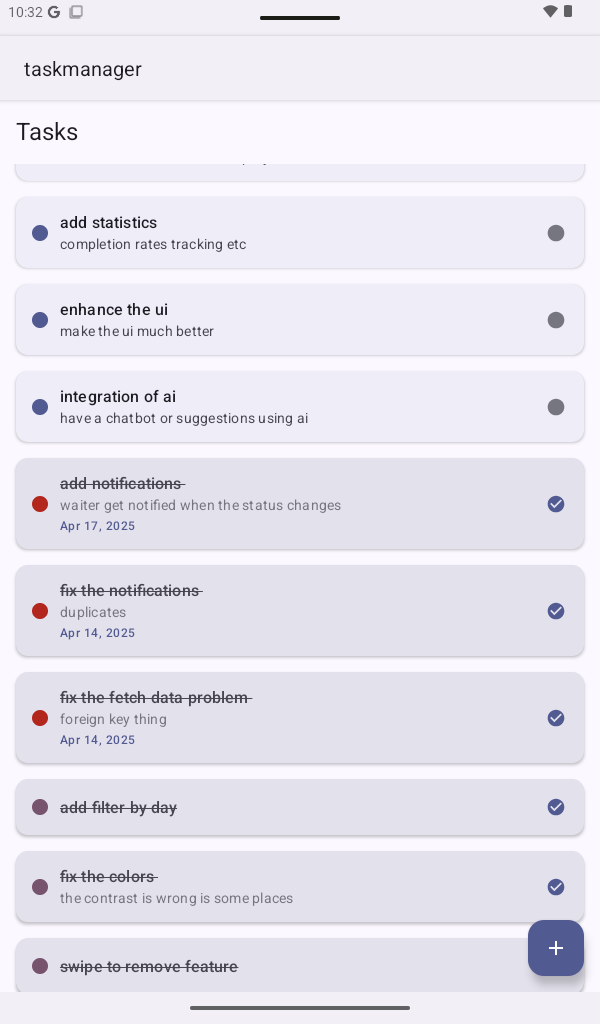 10:32
taskmanager
Tasks
add statistics
completion rates tracking etc
enhance the ui
make the ui much better
integration of ai
have a chatbot or suggestions using ai
add notifications
waiter get notified when the status changes
Apr 17, 2025
fix the notifications
duplicates
Apr 14, 2025
fix the fetch data problem
foreign key thing
Apr 14, 2025
add filter by day
fix the colors
the contrast is wrong is some places
swipe to remove feature